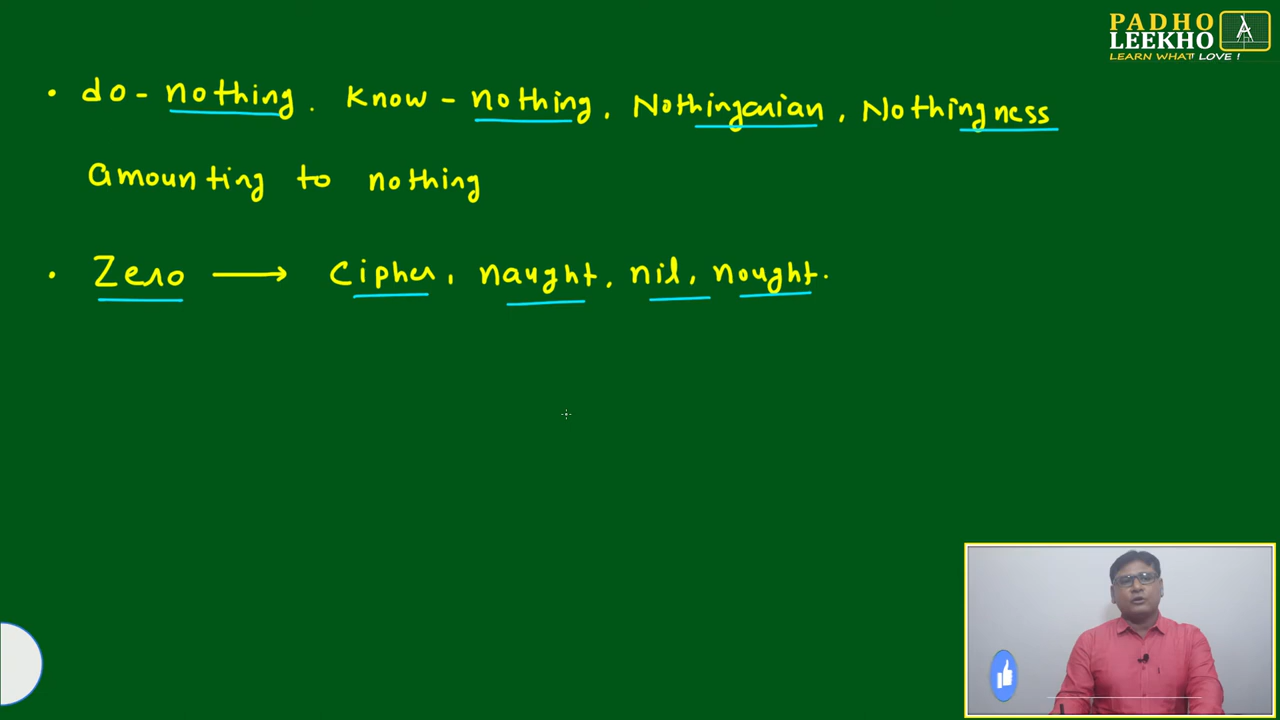 PADHO
LEEKHO
LEARN WHAT LOVE !
• do - nothing. Know - nothing, Nothingarian, Nothingness
amounting to nothing
• Zero → Cipher, naught, nil, nought.